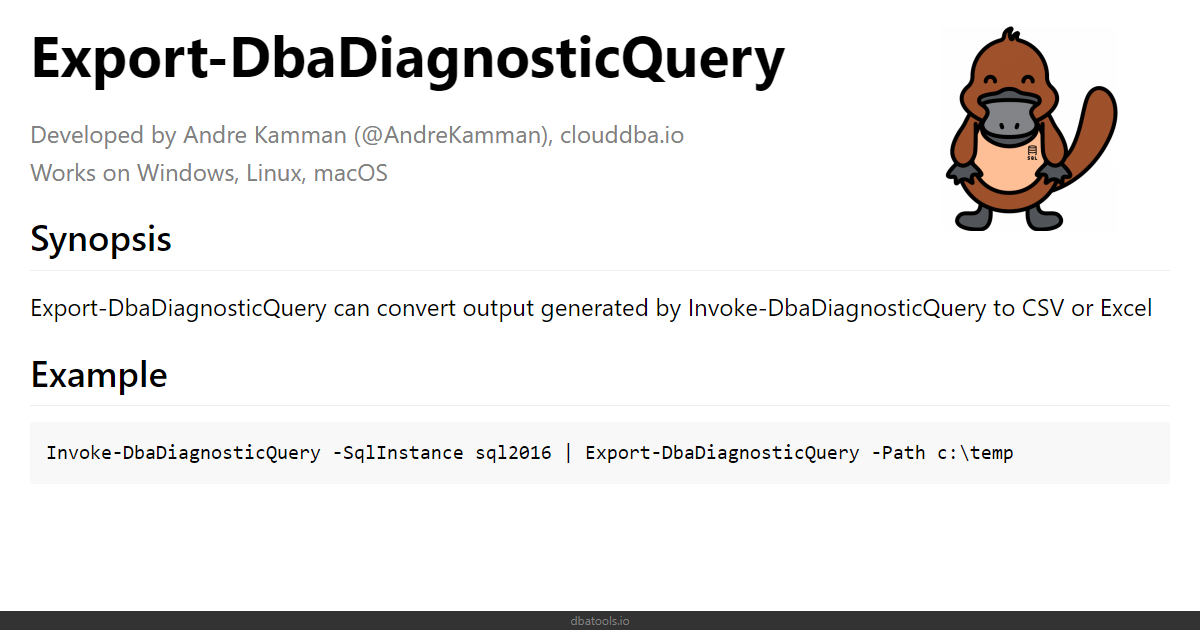 Export-DbaDiagnosticQuery
Developed by Andre Kamman (@AndreKamman), clouddba.io
Works on Windows, Linux, macOS
SQL
Synopsis
Export-DbaDiagnosticQuery can convert output generated by Invoke-DbaDiagnosticQuery to CSV or Excel
Example
Invoke-DbaDiagnosticQuery -SqlInstance sql2016 | Export-DbaDiagnosticQuery -Path c:\temp
dbatools.io